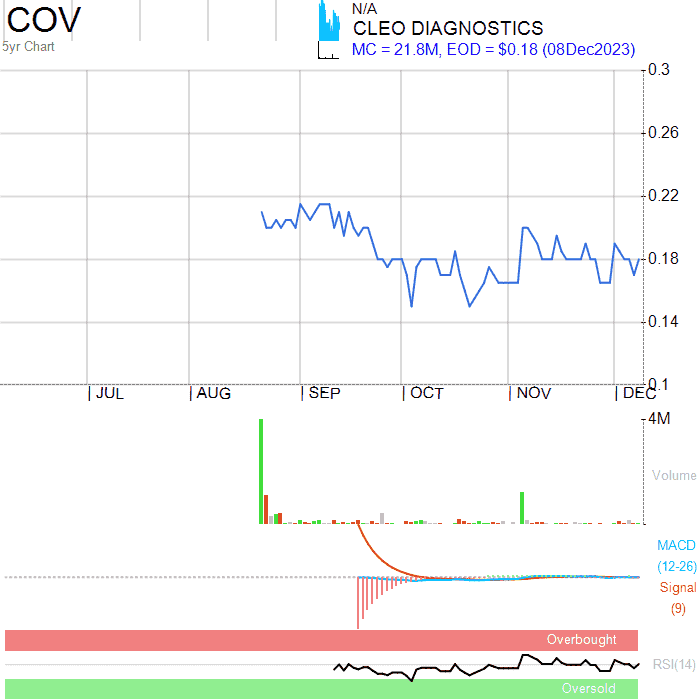 COV
5yr Chart
N/A
CLEO DIAGNOSTICS
MC = 21.8M, EOD = $0.18 (08Dec2023)
0.3
0.26
0.22
0.18
0.14
0.1
JUL AUG SEP OCT NOV DEC
4M
Volume
MACD
(12-26)
Signal
(9)
Overbought
RSI(14)
Oversold